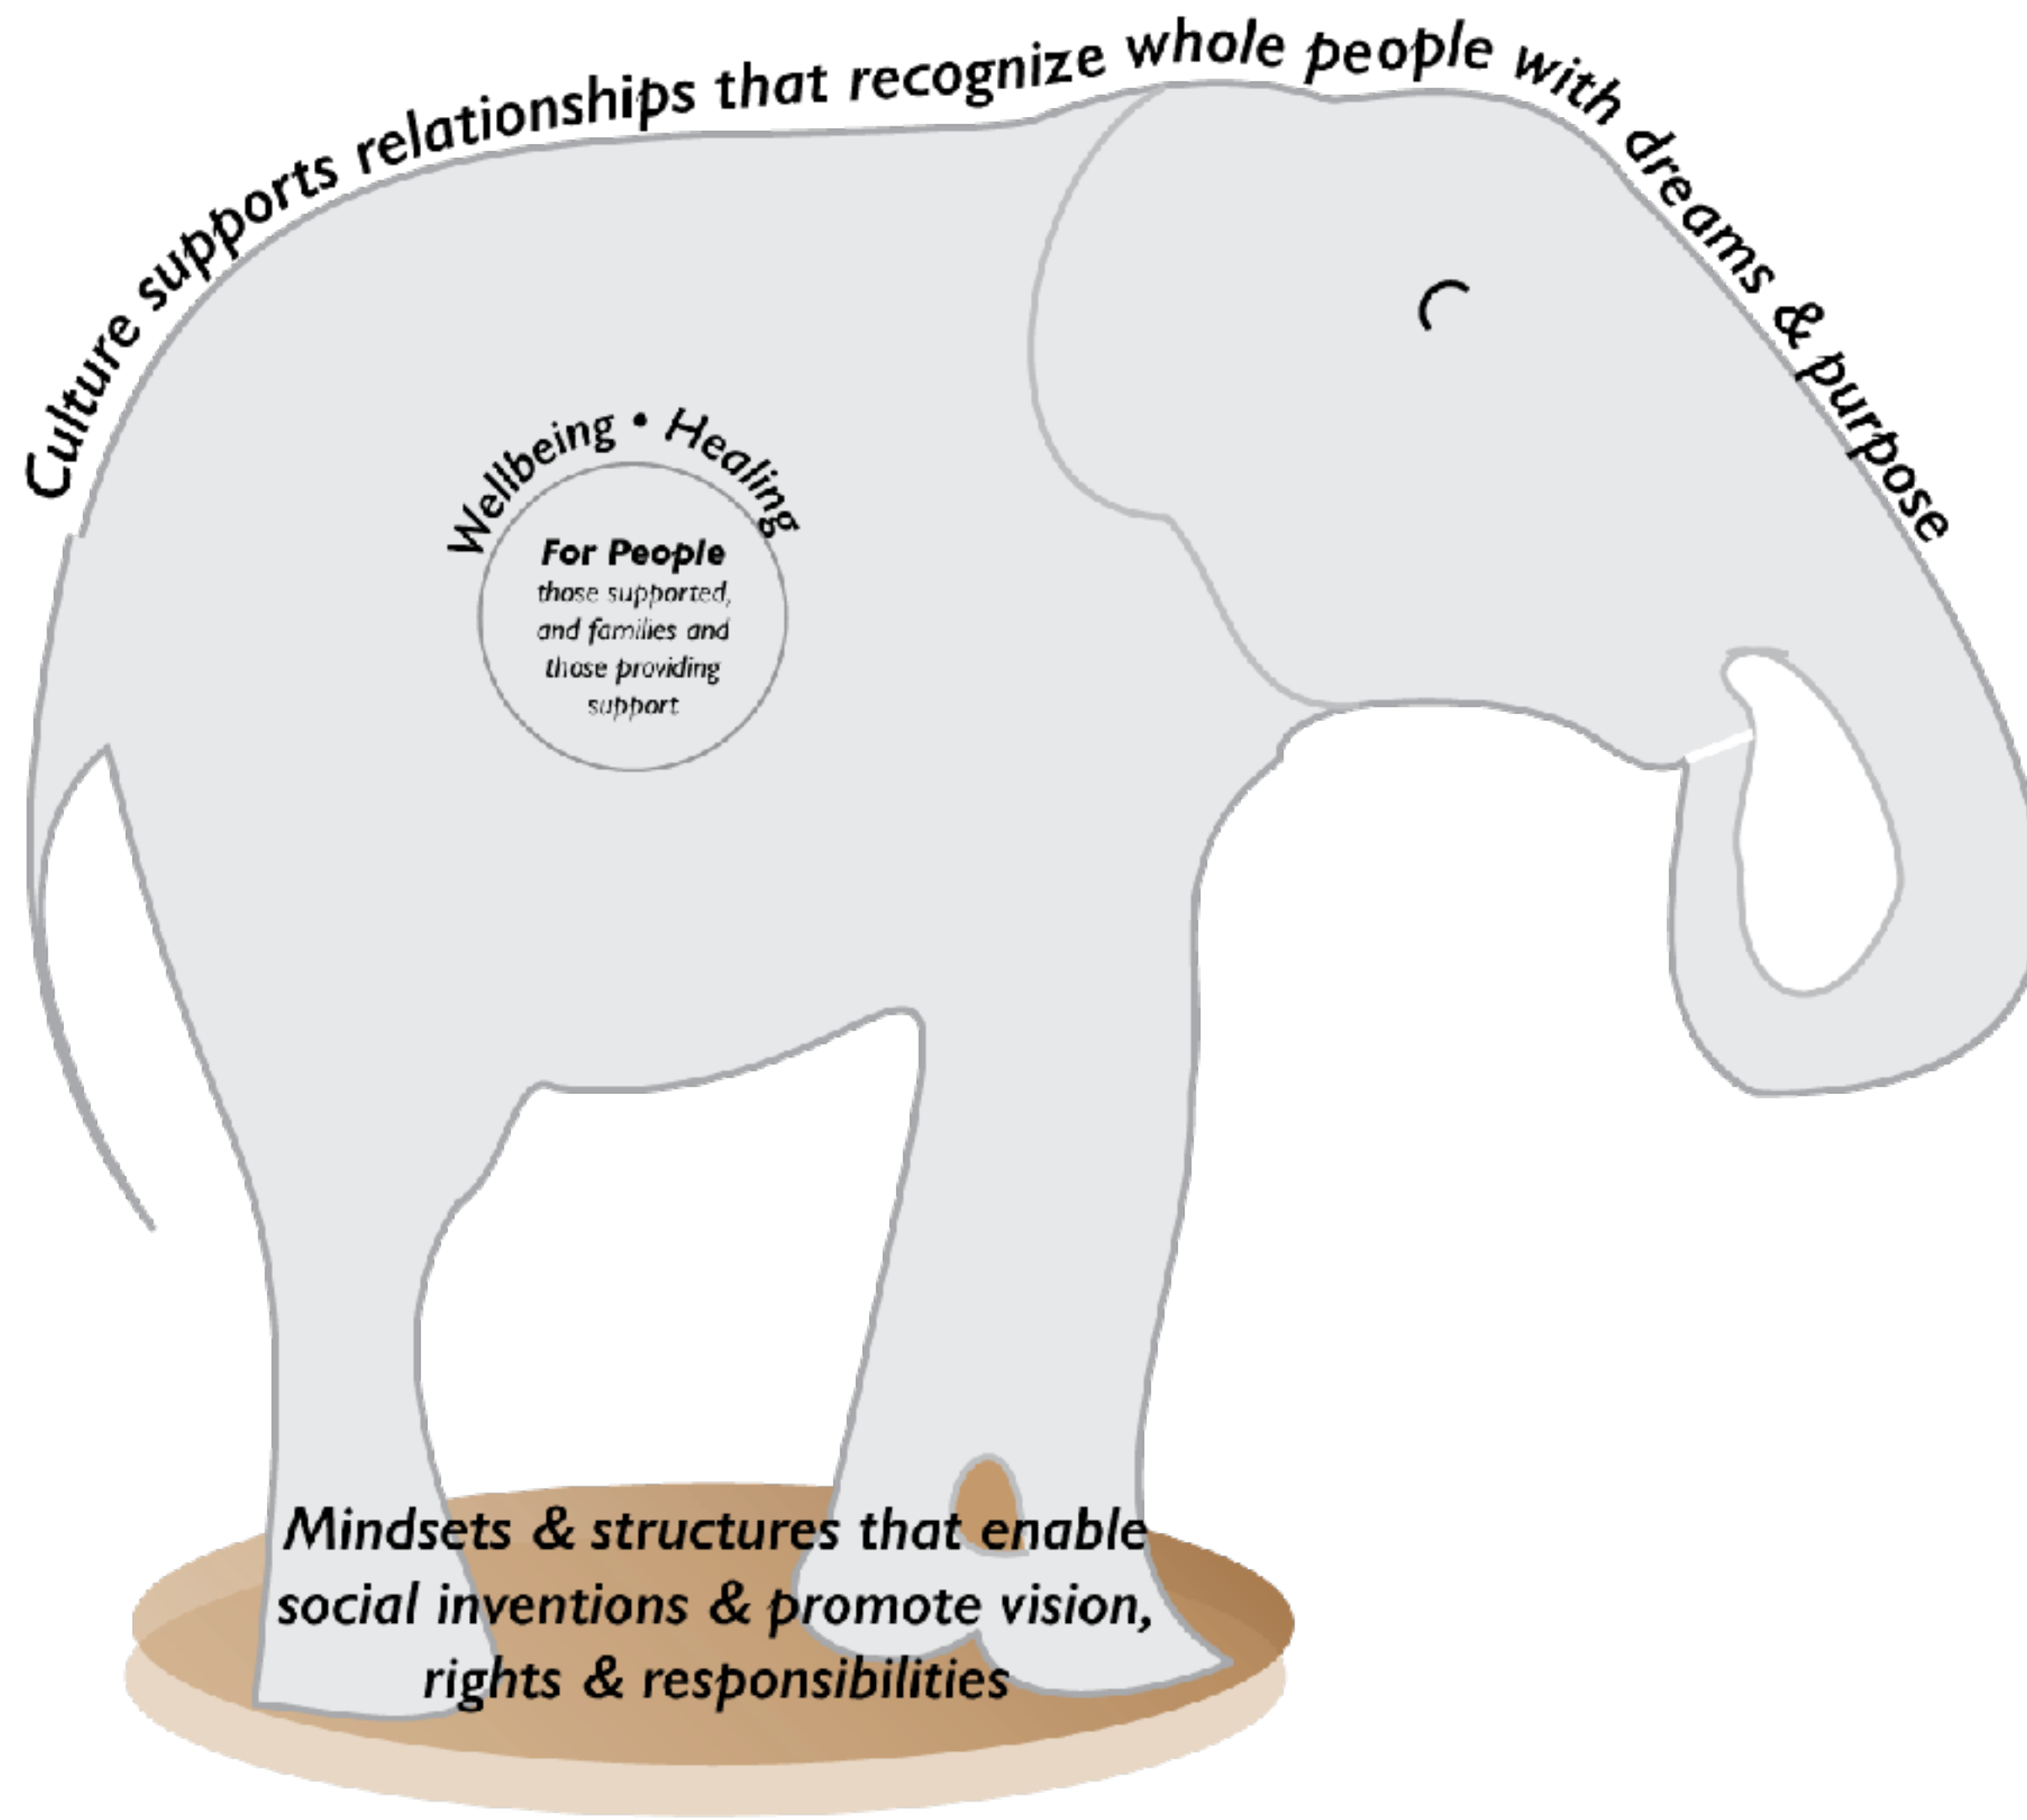 Culture supports relationships that recognize whole people with dreams & purpose
Wellbeing • Healing
For People
those supported,
and families and
those providing
support
Mindsets & structures that enable
social inventions & promote vision,
rights & responsibilities